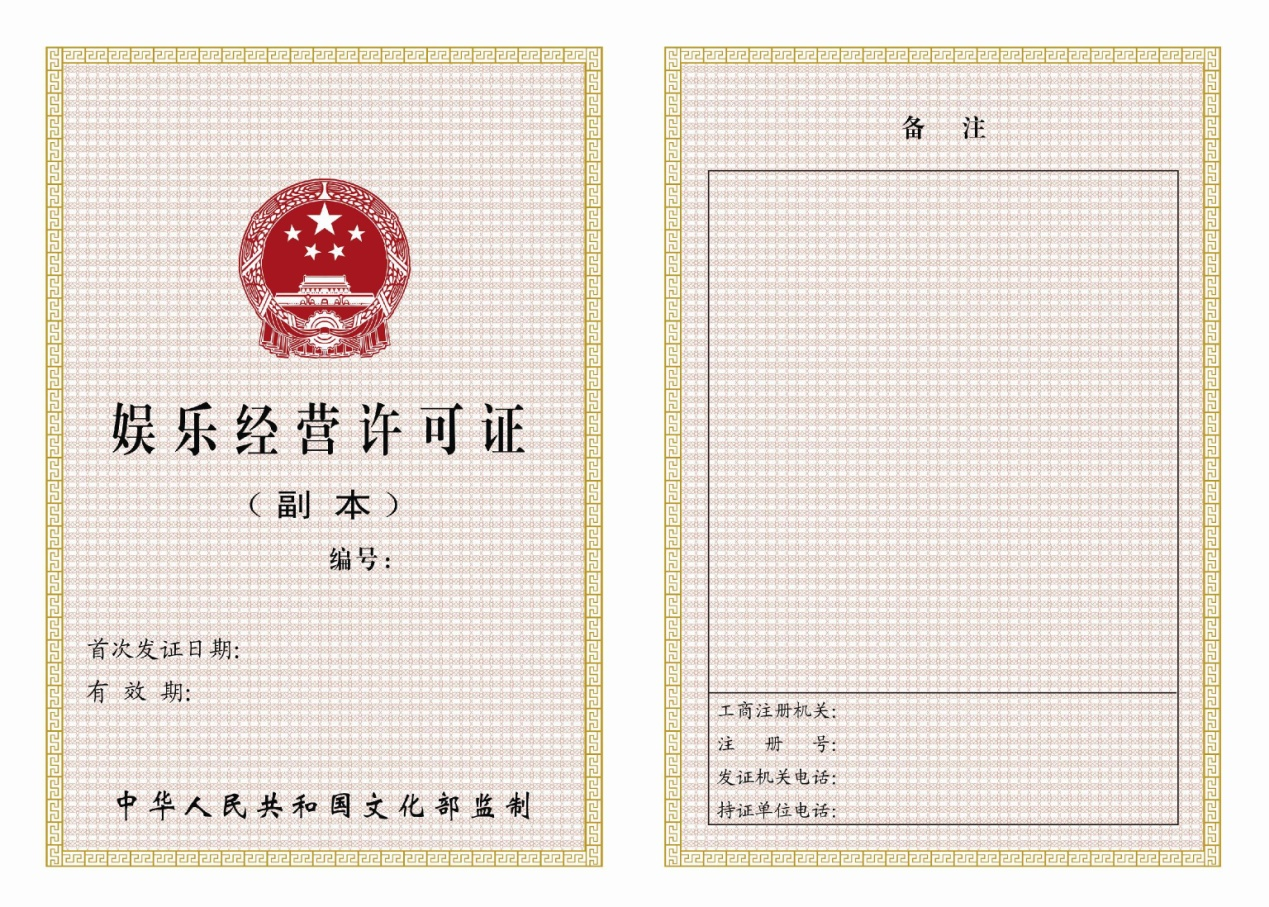 娱乐经营许可证
（副 本）
编号:
首次发证日期:
有 效 期:
中华人民共和国文化部监制
备 注
工商注册机关:
注 册 号:
发证机关电话:
持证单位电话: